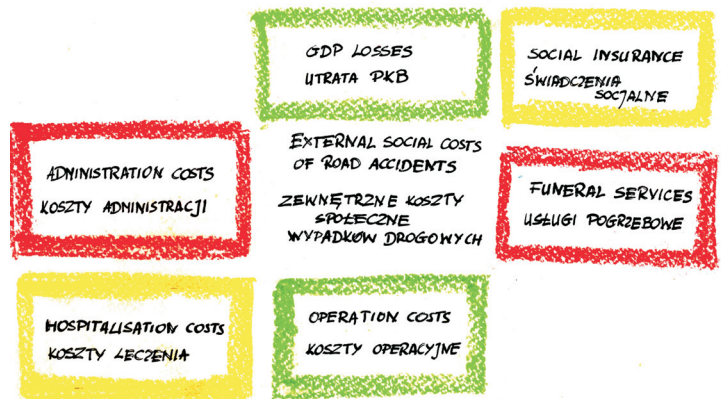 GDP LOSSES
UTRATA PKB
SOCIAL INSURANCE
ŚWIADCZENIA
SOCJALNE
ADMINISTRATION COSTS
KOSZTY ADMINISTRACJI
EXTERNAL SOCIAL COSTS
OF ROAD ACCIDENTS
ZEWNĘTRZNE KOSZTY
SPOŁECZNE
WYPADKÓW DROGOWYCH
FUNERAL SERVICES
USŁUGI POGRZEBOWE
HOSPITALISATION COSTS
KOSZTY LECZENIA
OPERATION COSTS
KOSZTY OPERACYJNE